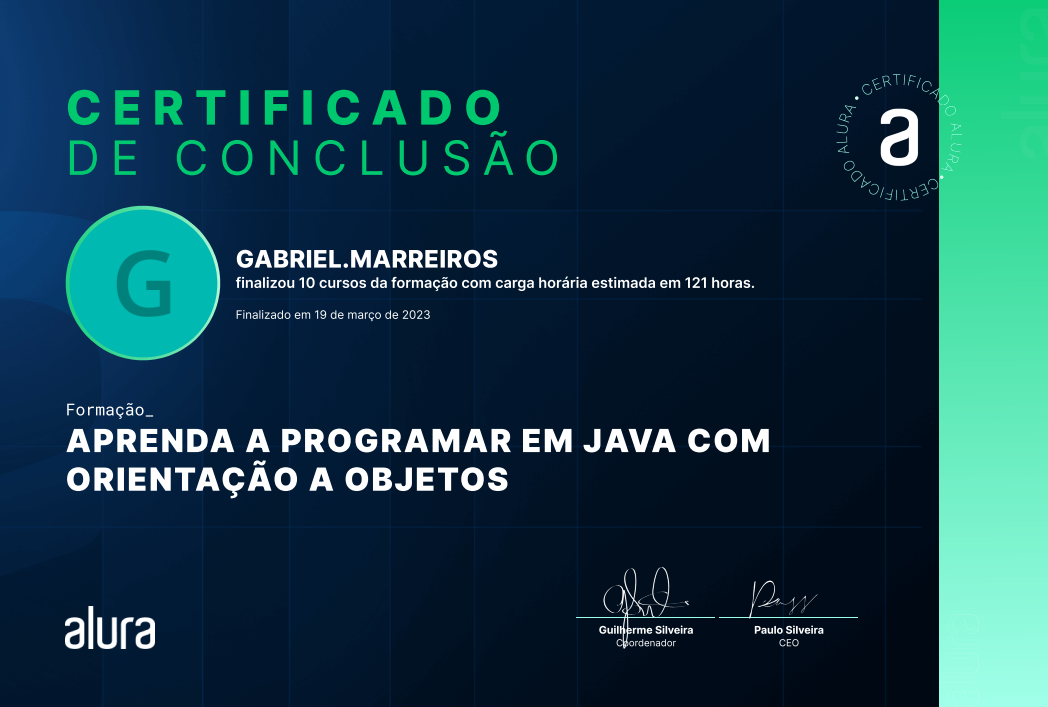 CERTIFICADO
DE CONCLUSÃO
CERTIFICADO ALURA • CERTIFICADO ALURA •
a
G
GABRIEL.MARREIROS
finalizou 10 cursos da formação com carga horária estimada em 121 horas.
Finalizado em 19 de março de 2023
Formação_
APRENDA A PROGRAMAR EM JAVA COM
ORIENTAÇÃO A OBJETOS
alura
Guilherme Silveira
Coordenador
Paulo Silveira
CEO
alura
alura